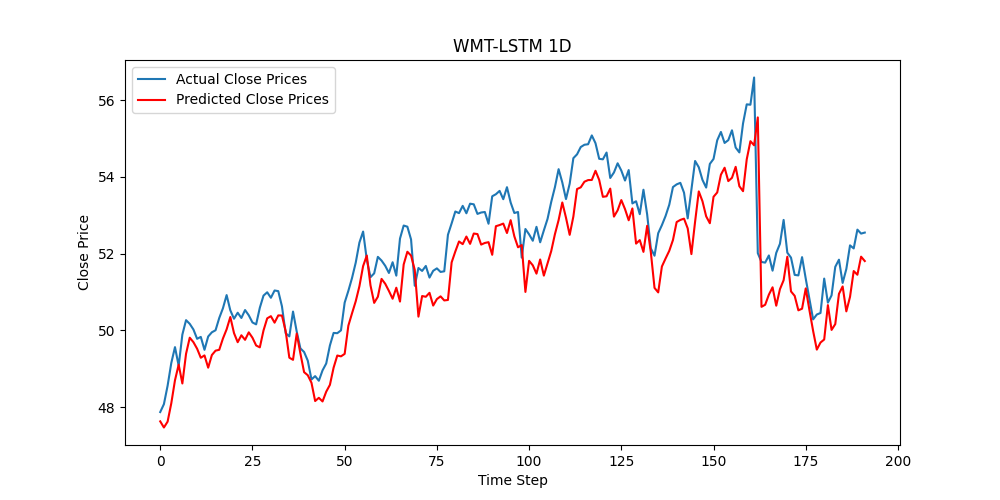 WMT-LSTM 1D
Actual Close Prices
Predicted Close Prices
Close Price
56
54
52
50
48
0 25 50 75 100 125 150 175 200
Time Step